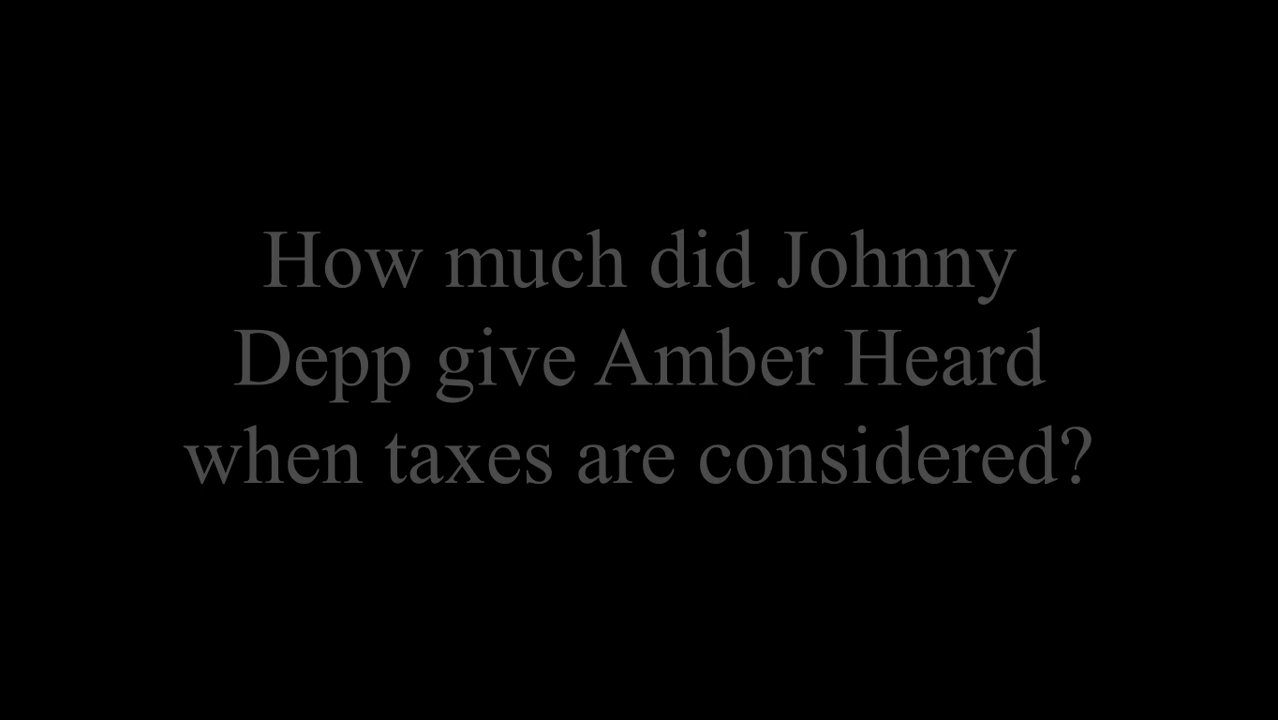 How much did Johnny
Depp give Amber Heard
when taxes are considered?